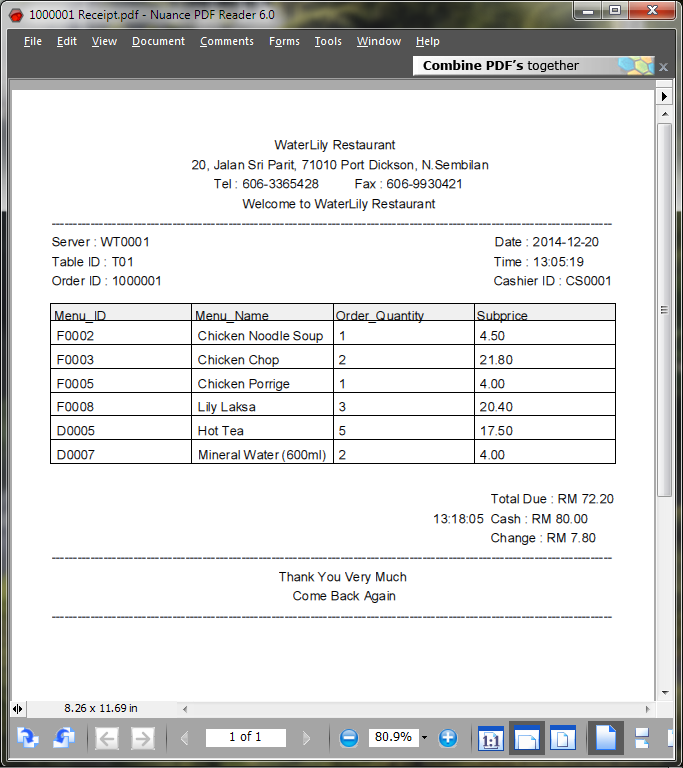 1000001 Receipt.pdf - Nuance PDF Reader 6.0
File Edit View Document Comments Forms Tools Window Help
Combine PDF's together x
WaterLily Restaurant
20, Jalan Sri Parit, 71010 Port Dickson, N.Sembilan
Tel : 606-3365428 Fax : 606-9930421
Welcome to WaterLily Restaurant
Server : WT0001 Date : 2014-12-20
Table ID : T01 Time : 13:05:19
Order ID : 1000001 Cashier ID : CS0001
Menu_ID Menu_Name Order_Quantity Subprice
F0002 Chicken Noodle Soup 1 4.50
F0003 Chicken Chop 2 21.80
F0005 Chicken Porrige 1 4.00
F0008 Lily Laksa 3 20.40
D0005 Hot Tea 5 17.50
D0007 Mineral Water (600ml) 2 4.00
Total Due : RM 72.20
13:18:05 Cash : RM 80.00
Change : RM 7.80
Thank You Very Much
Come Back Again
8.26 x 11.69 in
1 of 1 80.9% 1:1